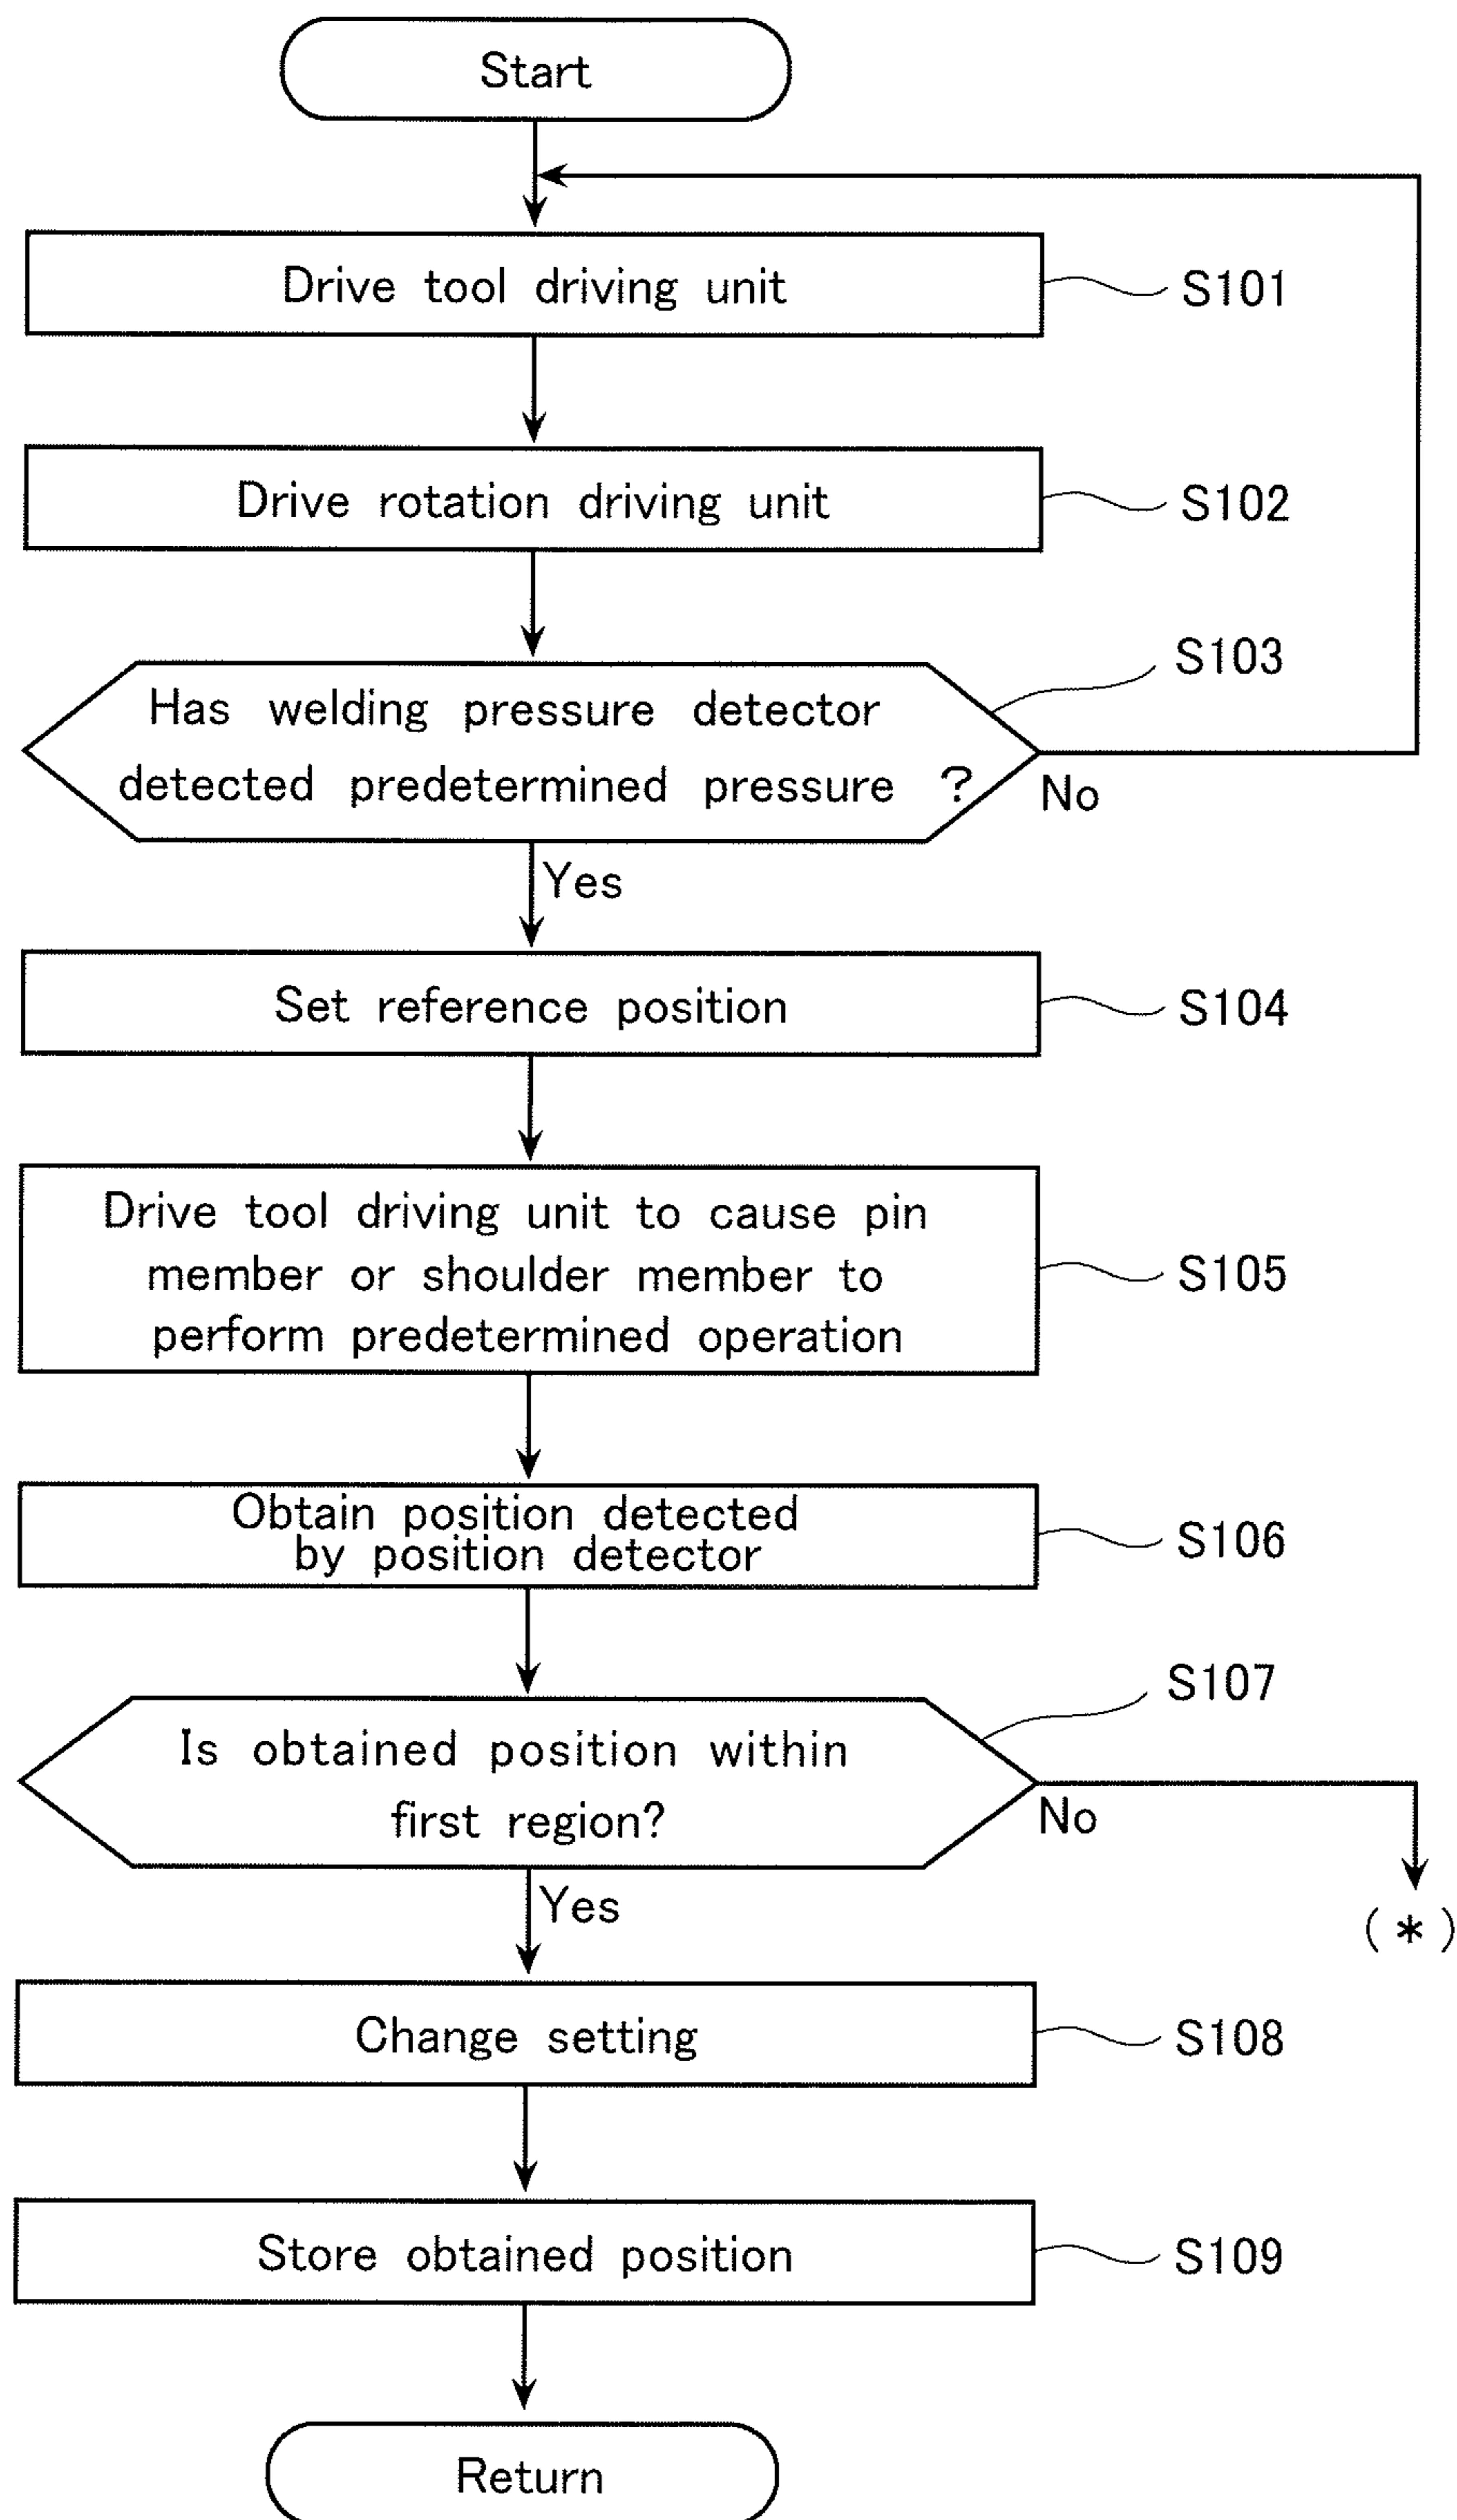 Start
Drive tool driving unit
S101
Drive rotation driving unit
S102
S103
Has welding pressure detector
detected predetermined pressure ?
No
Yes
Set reference position
S104
Drive tool driving unit to cause pin
member or shoulder member to
perform predetermined operation
S105
Obtain position detected
by position detector
S106
S107
Is obtained position within
first region?
No
Yes
(*)
Change setting
S108
Store obtained position
S109
Return